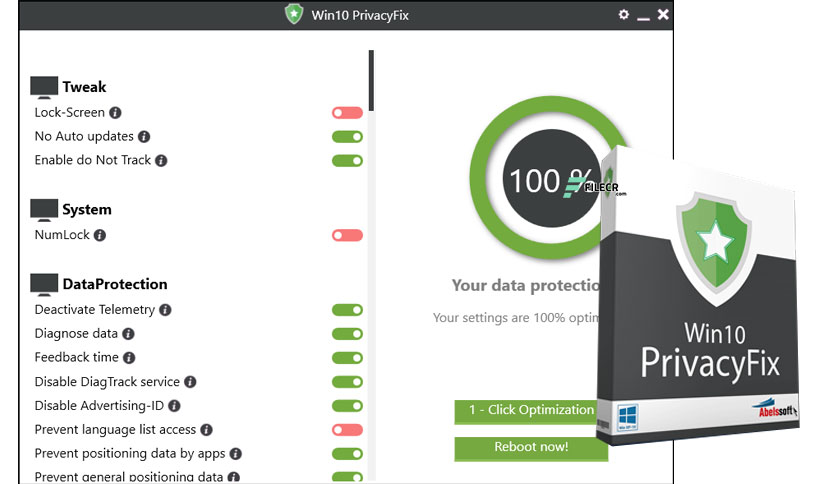 Win10 PrivacyFix
Tweak
Lock-Screen
No Auto updates
Enable do Not Track
System
NumLock
DataProtection
Deactivate Telemetry
Diagnose data
Feedback time
Disable DiagTrack service
Disable Advertising-ID
Prevent language list access
Prevent positioning data by apps
Prevent general positioning data
100 %
FILECR
.com
Your data protectio
Your settings are 100% optim
1 - Click Optimization
Reboot now!
Win10
PrivacyFix
Abelssoft